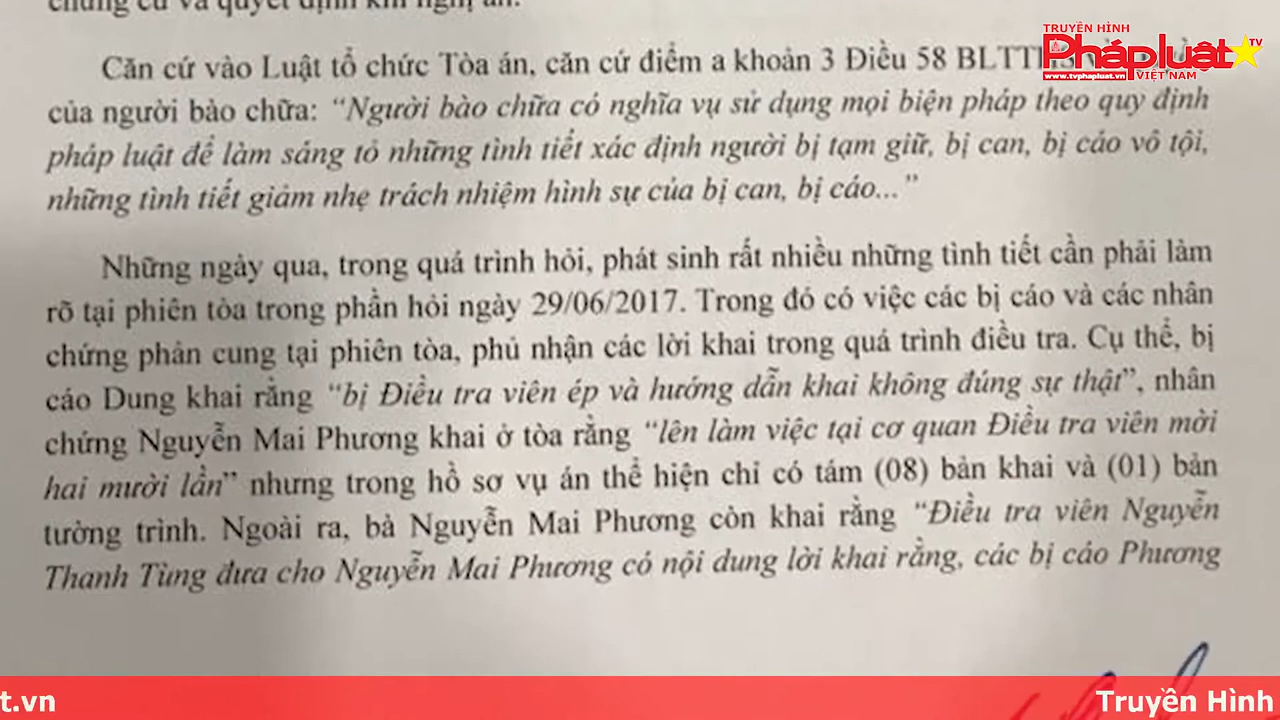 chứng cứ và quyết định khi nghị án.
TRUYỀN HÌNH
Phápluật TV
www.tvphapluat.vn VIỆT NAM
Căn cứ vào Luật tổ chức Tòa án, căn cứ điểm a khoản 3 Điều 58 BLTTHS
của người bào chữa: “Người bào chữa có nghĩa vụ sử dụng mọi biện pháp theo quy định
pháp luật để làm sáng tỏ những tình tiết xác định người bị tạm giữ, bị can, bị cáo vô tội,
những tình tiết giảm nhẹ trách nhiệm hình sự của bị can, bị cáo...”
Những ngày qua, trong quá trình hỏi, phát sinh rất nhiều những tình tiết cần phải làm
rõ tại phiên tòa trong phần hỏi ngày 29/06/2017. Trong đó có việc các bị cáo và các nhân
chứng phản cung tại phiên tòa, phủ nhận các lời khai trong quá trình điều tra. Cụ thể, bị
cáo Dung khai rằng “bị Điều tra viên ép và hướng dẫn khai không đúng sự thật”, nhân
chứng Nguyễn Mai Phương khai ở tòa rằng “lên làm việc tại cơ quan Điều tra viên mời
hai mươi lần” nhưng trong hồ sơ vụ án thể hiện chỉ có tám (08) bản khai và (01) bản
tường trình. Ngoài ra, bà Nguyễn Mai Phương còn khai rằng “Điều tra viên Nguyễn
Thanh Tùng đưa cho Nguyễn Mai Phương có nội dung lời khai rằng, các bị cáo Phương
t.vn
Truyền Hình